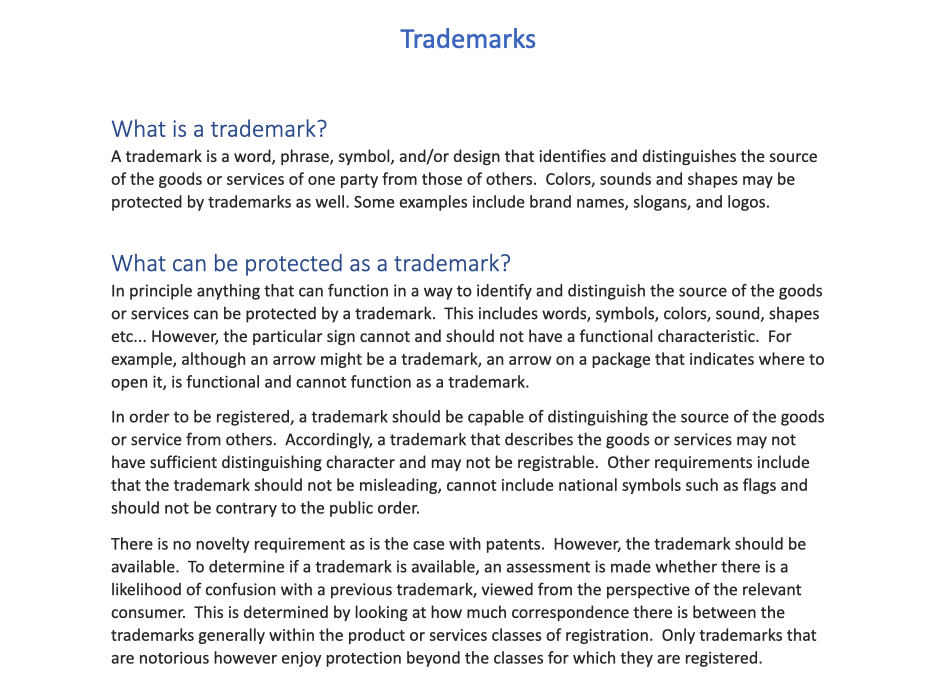 Trademarks
What is a trademark?
A trademark is a word, phrase, symbol, and/or design that identifies and distinguishes the source
of the goods or services of one party from those of others.  Colors, sounds and shapes may be
protected by trademarks as well. Some examples include brand names, slogans, and logos.
What can be protected as a trademark?
In principle anything that can function in a way to identify and distinguish the source of the goods
or services can be protected by a trademark.  This includes words, symbols, colors, sound, shapes
etc... However, the particular sign cannot and should not have a functional characteristic.  For
example, although an arrow might be a trademark, an arrow on a package that indicates where to
open it, is functional and cannot function as a trademark.
In order to be registered, a trademark should be capable of distinguishing the source of the goods
or service from others.  Accordingly, a trademark that describes the goods or services may not
have sufficient distinguishing character and may not be registrable.  Other requirements include
that the trademark should not be misleading, cannot include national symbols such as flags and
should not be contrary to the public order.
There is no novelty requirement as is the case with patents.  However, the trademark should be
available.  To determine if a trademark is available, an assessment is made whether there is a
likelihood of confusion with a previous trademark, viewed from the perspective of the relevant
consumer.  This is determined by looking at how much correspondence there is between the
trademarks generally within the product or services classes of registration.  Only trademarks that
are notorious however enjoy protection beyond the classes for which they are registered.